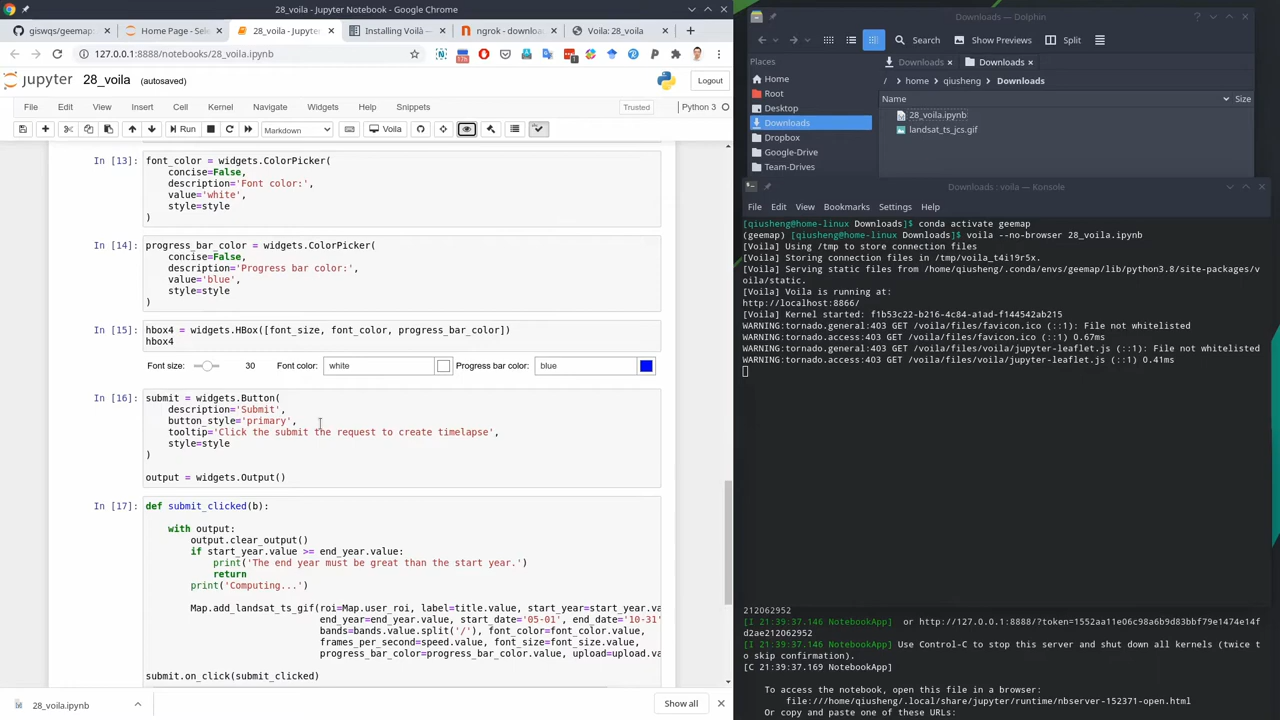 28_voila - Jupyter Notebook - Google Chrome
giswqs/geemap:
Home Page - Sele
28_voila - Jupyte
Installing Voilà —
ngrok - download
Voila: 28_voila
127.0.0.1:8888/notebooks/28_voila.ipynb
jupyter 28_voila (autosaved)
Logout
File Edit View Insert Cell Kernel Navigate Widgets Help Snippets
Trusted
Python 3
Run
Markdown
Voila
In [13]: font_color = widgets.ColorPicker(
concise=False,
description='Font color:',
value='white',
style=style
)
In [14]: progress_bar_color = widgets.ColorPicker(
concise=False,
description='Progress bar color:',
value='blue',
style=style
)
In [15]: hbox4 = widgets.HBox([font_size, font_color, progress_bar_color])
hbox4
Font size: 30 Font color: white Progress bar color: blue
In [16]: submit = widgets.Button(
description='Submit',
button_style='primary',
tooltip='Click the submit the request to create timelapse',
style=style
)
output = widgets.Output()
In [17]: def submit_clicked(b):
with output:
output.clear_output()
if start_year.value >= end_year.value:
print('The end year must be great than the start year.')
return
print('Computing...')
Map.add_landsat_ts_gif(roi=Map.user_roi, label=title.value, start_year=start_year.va
end_year=end_year.value, start_date='05-01', end_date='10-31'
bands=bands.value.split('/'), font_color=font_color.value,
frames_per_second=speed.value, font_size=font_size.value,
progress_bar_color=progress_bar_color.value, upload=upload.va
submit.on_click(submit_clicked)
28_voila.ipynb
Show all
Downloads — Dolphin
Search
Show Previews
Split
Downloads
Downloads
Places
/ home qiusheng Downloads
Home
Root
Desktop
Downloads
Dropbox
Google-Drive
Team-Drives
Name
Size
28_voila.ipynb
landsat_ts_jcs.gif
Downloads : voila — Konsole
File Edit View Bookmarks Settings Help
[qiusheng@home-linux Downloads]$ conda activate geemap
(geemap) [qiusheng@home-linux Downloads]$ voila --no-browser 28_voila.ipynb
[Voila] Using /tmp to store connection files
[Voila] Storing connection files in /tmp/voila_t4i19r5x.
[Voila] Serving static files from /home/qiusheng/.conda/envs/geemap/lib/python3.8/site-packages/v
oila/static.
[Voila] Voila is running at:
http://localhost:8866/
[Voila] Kernel started: f1b53c22-b216-4c84-a1ad-f144542ab215
WARNING:tornado.general:403 GET /voila/files/favicon.ico (::1): File not whitelisted
WARNING:tornado.access:403 GET /voila/files/favicon.ico (::1) 0.67ms
WARNING:tornado.general:403 GET /voila/files/voila/jupyter-leaflet.js (::1): File not whitelisted
WARNING:tornado.access:403 GET /voila/files/voila/jupyter-leaflet.js (::1) 0.41ms
212062952
[I 21:39:37.146 NotebookApp] or http://127.0.0.1:8888/?token=1552aa11e06c98a6b9d83bbf79e1474e14f
d2ae212062952
[I 21:39:37.146 NotebookApp] Use Control-C to stop this server and shut down all kernels (twice t
o skip confirmation).
[C 21:39:37.169 NotebookApp]
To access the notebook, open this file in a browser:
file:///home/qiusheng/.local/share/jupyter/runtime/nbserver-152371-open.html
Or copy and paste one of these URLs: